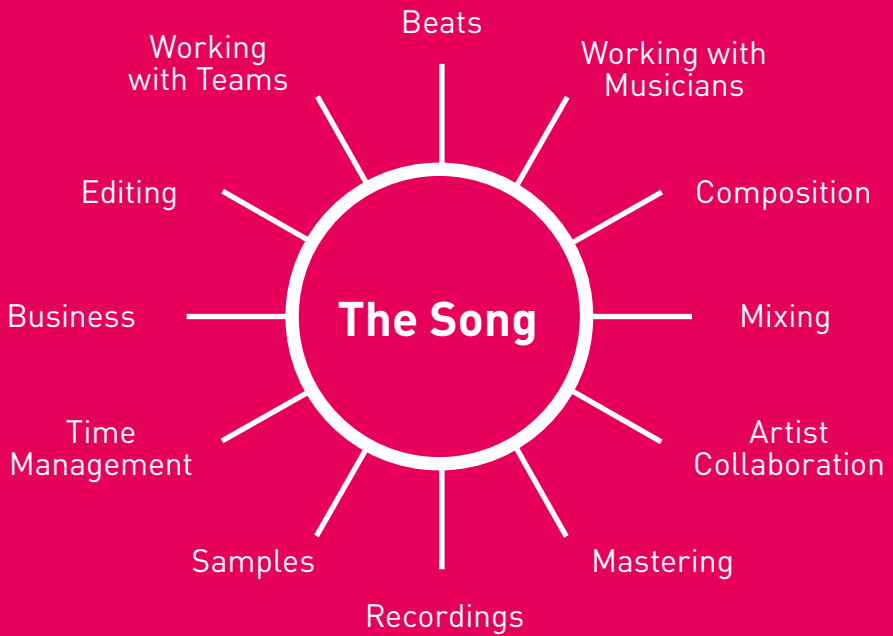 Beats
Working
with Teams
Working with
Musicians
Editing
Composition
Business
The Song
Mixing
Time
Management
Artist
Collaboration
Samples
Mastering
Recordings